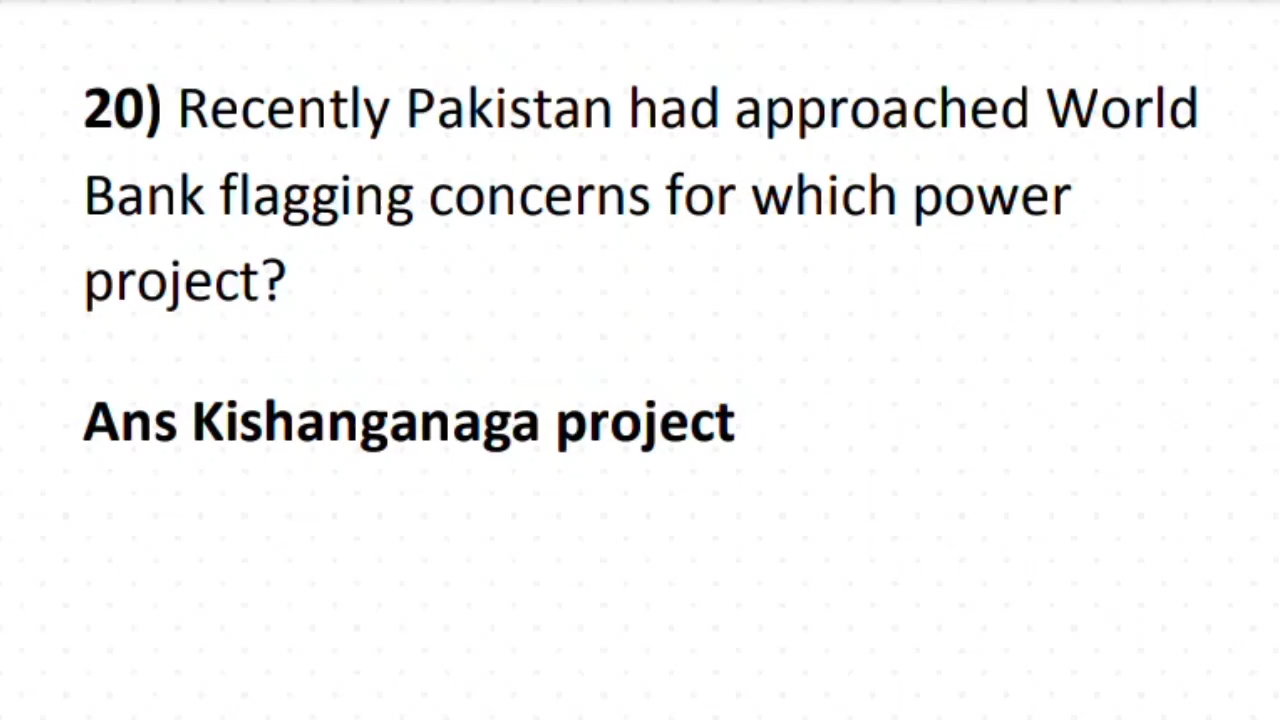 20) Recently Pakistan had approached World
Bank flagging concerns for which power
project?
Ans Kishanganaga project